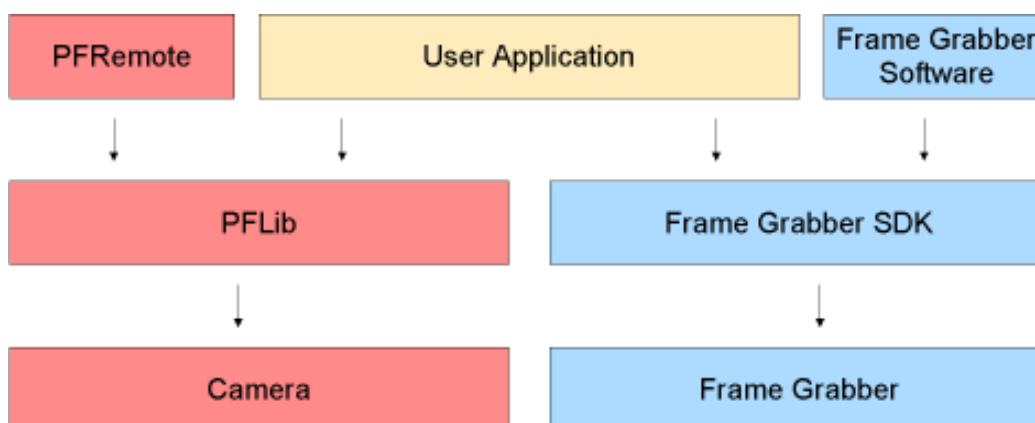 PFRemote
User Application
Frame Grabber
Software
PFLib
Frame Grabber SDK
Camera
Frame Grabber